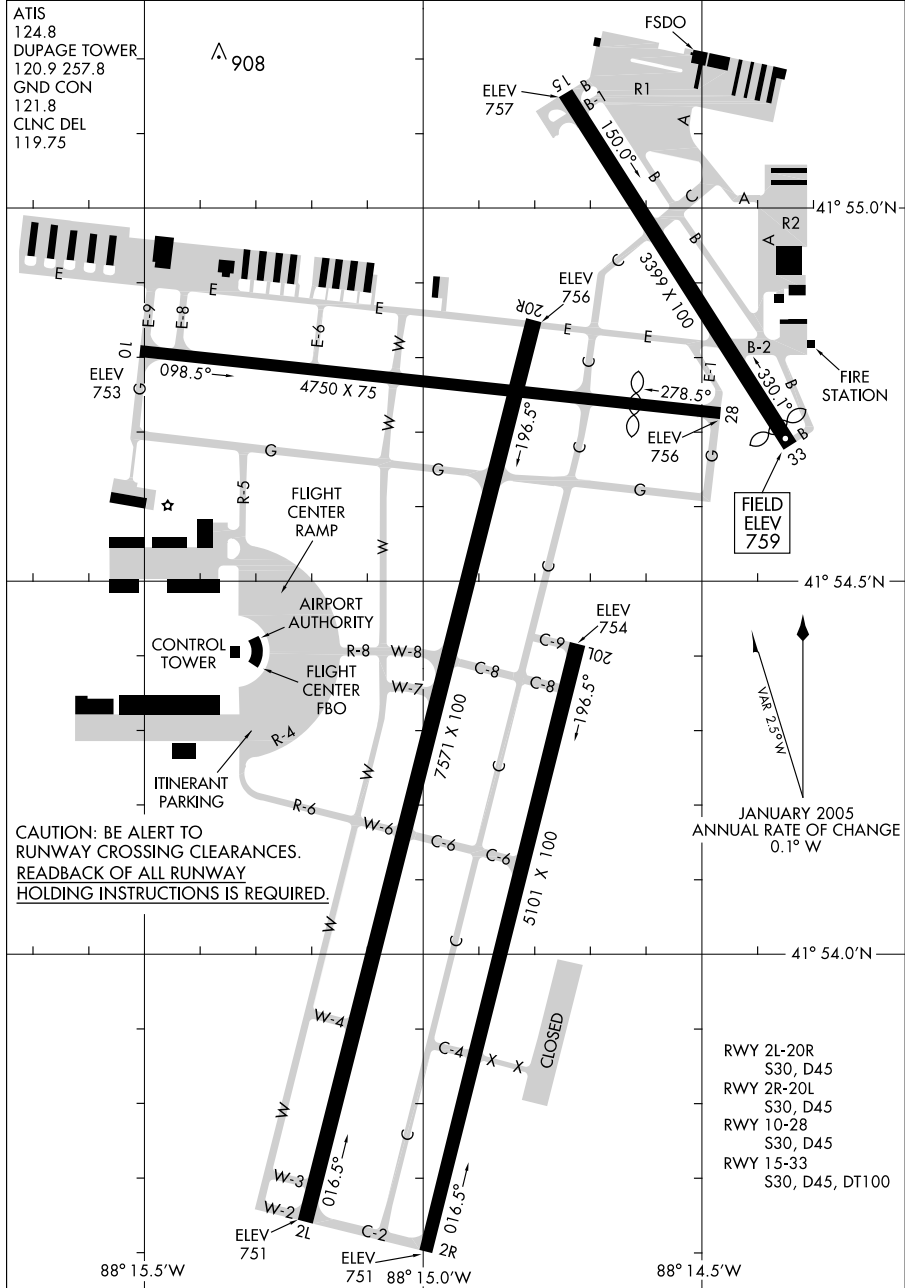 ATIS
124.8
DUPAGE TOWER
120.9 257.8
GND CON
121.8
CLNC DEL
119.75
908
FSDO
ELEV
757
15
B
B-1
R1
A
150.0°
B
C
A
B
41° 55.0'N
R2
A
C
3399 X 100
E
E
E
E-9
E-8
E-6
W
20R
ELEV
756
E
E
C
E-1
B-2
330.1°
B
FIRE
STATION
10
ELEV
753
098.5°
4750 X 75
G
W
196.5°
278.5°
28
ELEV
756
G
B
33
C
G
G
G
FIELD
ELEV
759
R-5
FLIGHT
CENTER
RAMP
W
C
41° 54.5'N
AIRPORT
AUTHORITY
CONTROL
TOWER
FLIGHT
CENTER
FBO
R-8
W-8
W-7
C-8
C-8
C-9
ELEV
754
20L
196.5°
VAR 2.5° W
R-4
ITINERANT
PARKING
7571 X 100
C
W
R-6
W-6
C-6
C-6
JANUARY 2005
ANNUAL RATE OF CHANGE
0.1° W
CAUTION: BE ALERT TO
RUNWAY CROSSING CLEARANCES.
READBACK OF ALL RUNWAY
HOLDING INSTRUCTIONS IS REQUIRED.
5101 X 100
W
C
41° 54.0'N
W-4
C-4
X
X
CLOSED
RWY 2L-20R
S30, D45
RWY 2R-20L
S30, D45
RWY 10-28
S30, D45
RWY 15-33
S30, D45, DT100
W
C
W-3
016.5°
016.5°
W-2
2L
C-2
2R
ELEV
751
ELEV
751
88° 15.5'W
88° 15.0'W
88° 14.5'W